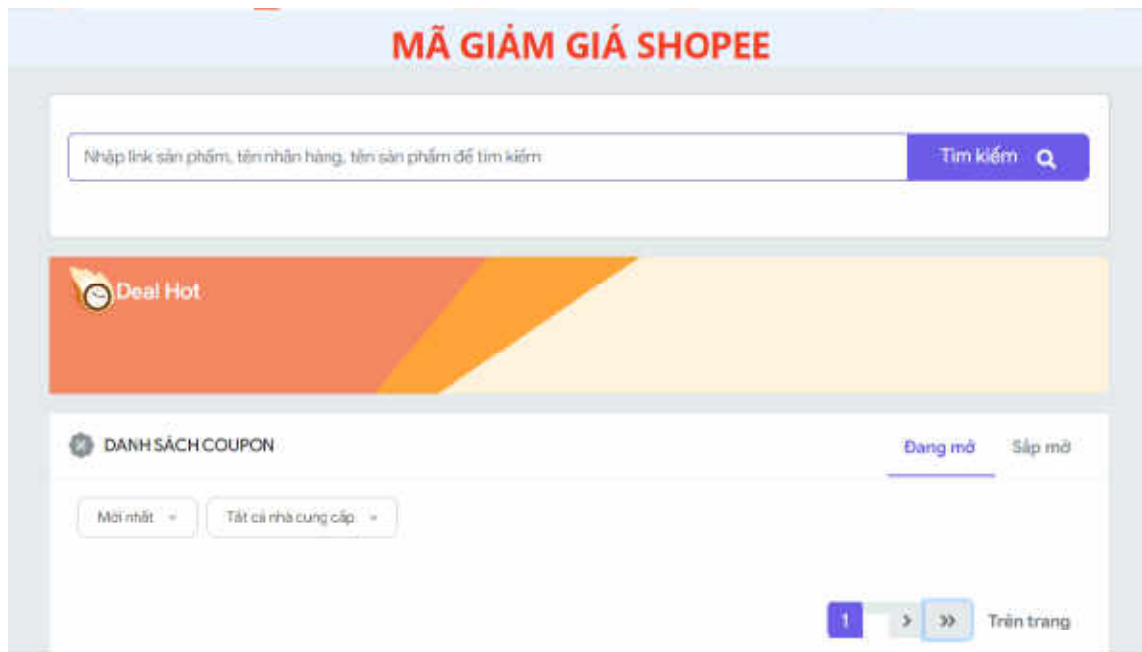 MÃ GIẢM GIÁ SHOPEE
Nhập link sản phẩm, tên nhãn hàng, tên sản phẩm để tìm kiếm
Tìm kiếm
Deal Hot
DANH SÁCH COUPON
Đang mở
Sắp mở
Mới nhất
Tất cả nhà cung cấp
1
Trên trang